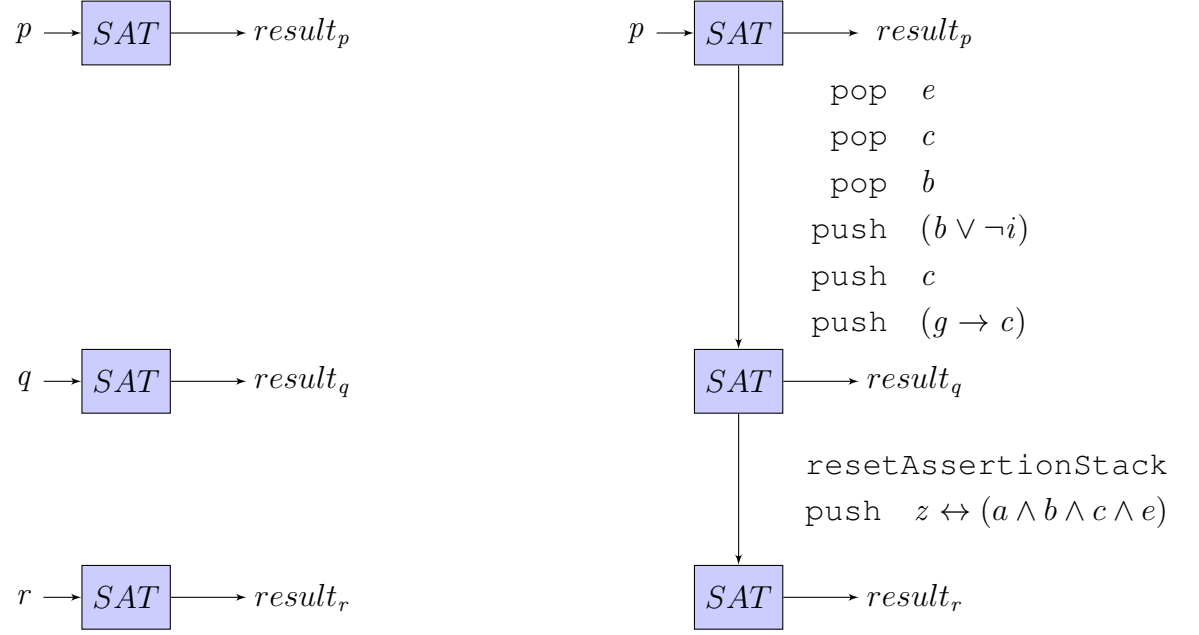 p SAT result_p p SAT result_p
pop e
pop c
pop b
push (b ∨ ¬i)
push c
push (g → c)
q SAT result_q SAT result_q
resetAssertionStack
push z ↔ (a ∧ b ∧ c ∧ e)
r SAT result_r SAT result_r